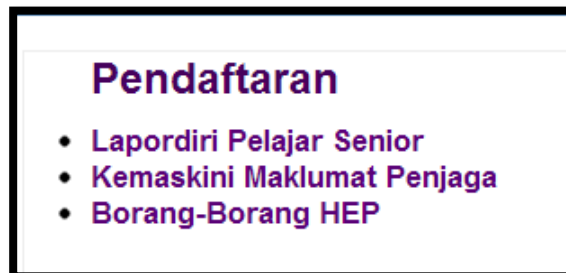 Pendaftaran
Lapordiri Pelajar Senior
Kemaskini Maklumat Penjaga
Borang-Borang HEP